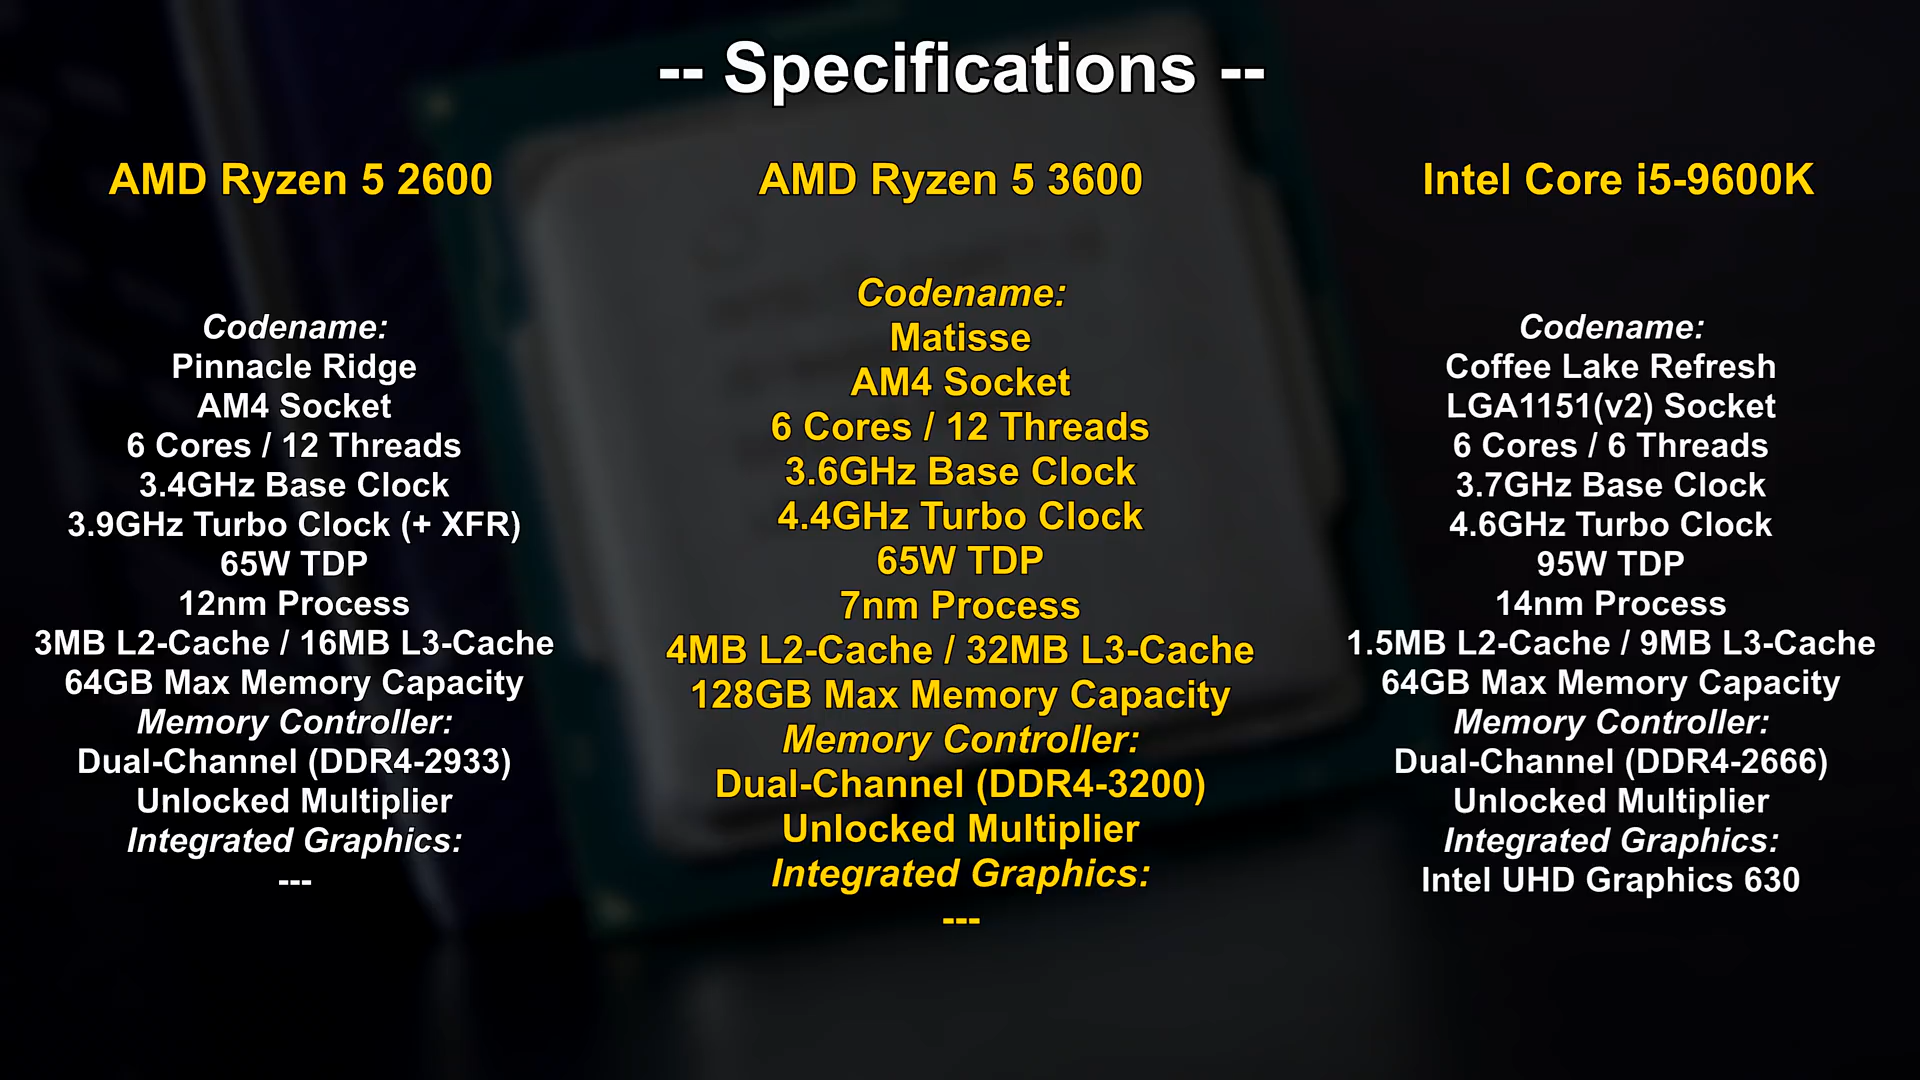 -- Specifications --
AMD Ryzen 5 2600
Codename:
Pinnacle Ridge
AM4 Socket
6 Cores / 12 Threads
3.4GHz Base Clock
3.9GHz Turbo Clock (+ XFR)
65W TDP
12nm Process
3MB L2-Cache / 16MB L3-Cache
64GB Max Memory Capacity
Memory Controller:
Dual-Channel (DDR4-2933)
Unlocked Multiplier
Integrated Graphics:
---
AMD Ryzen 5 3600
Codename:
Matisse
AM4 Socket
6 Cores / 12 Threads
3.6GHz Base Clock
4.4GHz Turbo Clock
65W TDP
7nm Process
4MB L2-Cache / 32MB L3-Cache
128GB Max Memory Capacity
Memory Controller:
Dual-Channel (DDR4-3200)
Unlocked Multiplier
Integrated Graphics:
---
Intel Core i5-9600K
Codename:
Coffee Lake Refresh
LGA1151(v2) Socket
6 Cores / 6 Threads
3.7GHz Base Clock
4.6GHz Turbo Clock
95W TDP
14nm Process
1.5MB L2-Cache / 9MB L3-Cache
64GB Max Memory Capacity
Memory Controller:
Dual-Channel (DDR4-2666)
Unlocked Multiplier
Integrated Graphics:
Intel UHD Graphics 630